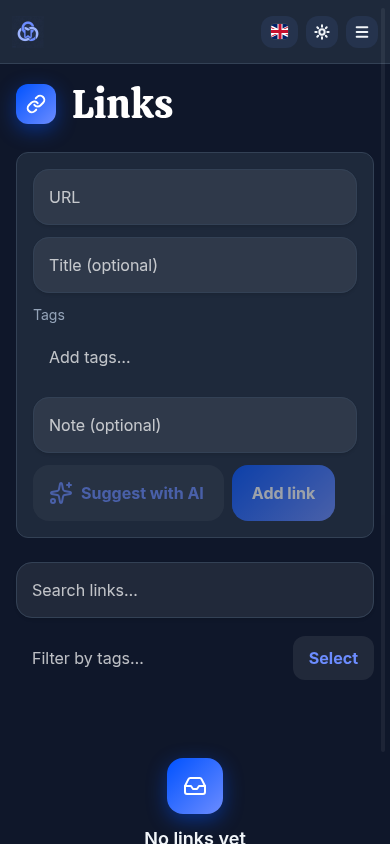 Links
URL
Title (optional)
Tags
Add tags...
Note (optional)
Suggest with AI
Add link
Search links...
Filter by tags...
Select
No links yet